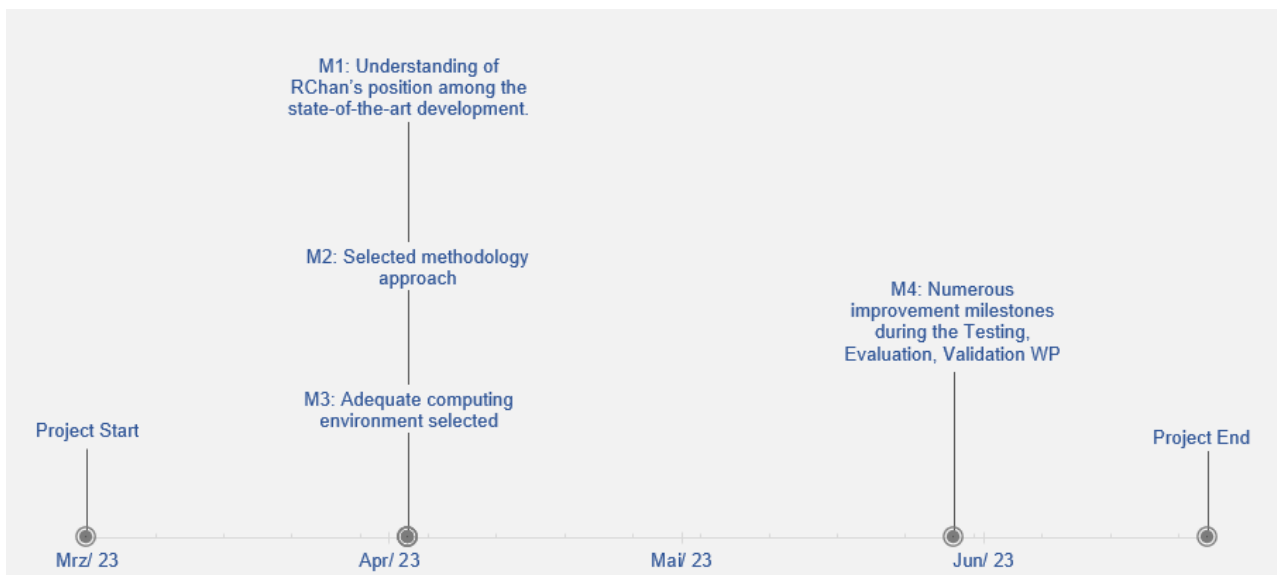 M1: Understanding of
RChan's position among the
state-of-the-art development.
M2: Selected methodology
approach
M4: Numerous
improvement milestones
during the Testing,
Evaluation, Validation WP
M3: Adequate computing
environment selected
Project Start
Project End
Mrz/ 23
Apr/ 23
Mai/ 23
Jun/ 23